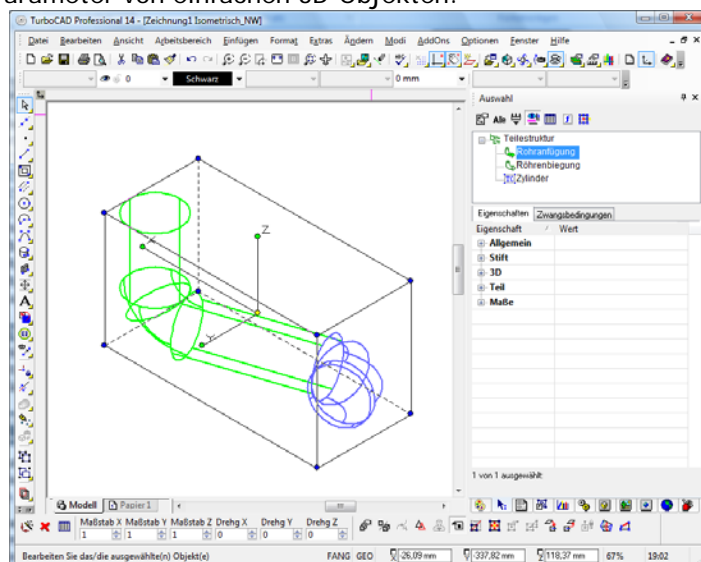 arameter von einfachen 3D Objekten.
TurboCAD Professional 14 - [Zeichnung1 Isometrisch_NW]
Datei Bearbeiten Ansicht Arbeitsbereich Einfügen Format Extras Ändern Modi AddOns Optionen Fenster Hilfe
0 Schwarz 0 mm
Auswahl
Teilestruktur
Rohranfügung
Röhrenbiegung
Zylinder
Eigenschaften Zwangsbedingungen
Eigenschaft Wert
Allgemein
Stift
3D
Teil
Maße
Z
X
Y
1 von 1 ausgewählt
Modell Papier 1
Maßstab X Maßstab Y Maßstab Z Drehg X Drehg Y Drehg Z
1 1 1 0 0 0
Bearbeiten Sie das/die ausgewählte(n) Objekt(e) FANG GEO -26,09 mm -337,82 mm 118,37 mm 67% 19:02